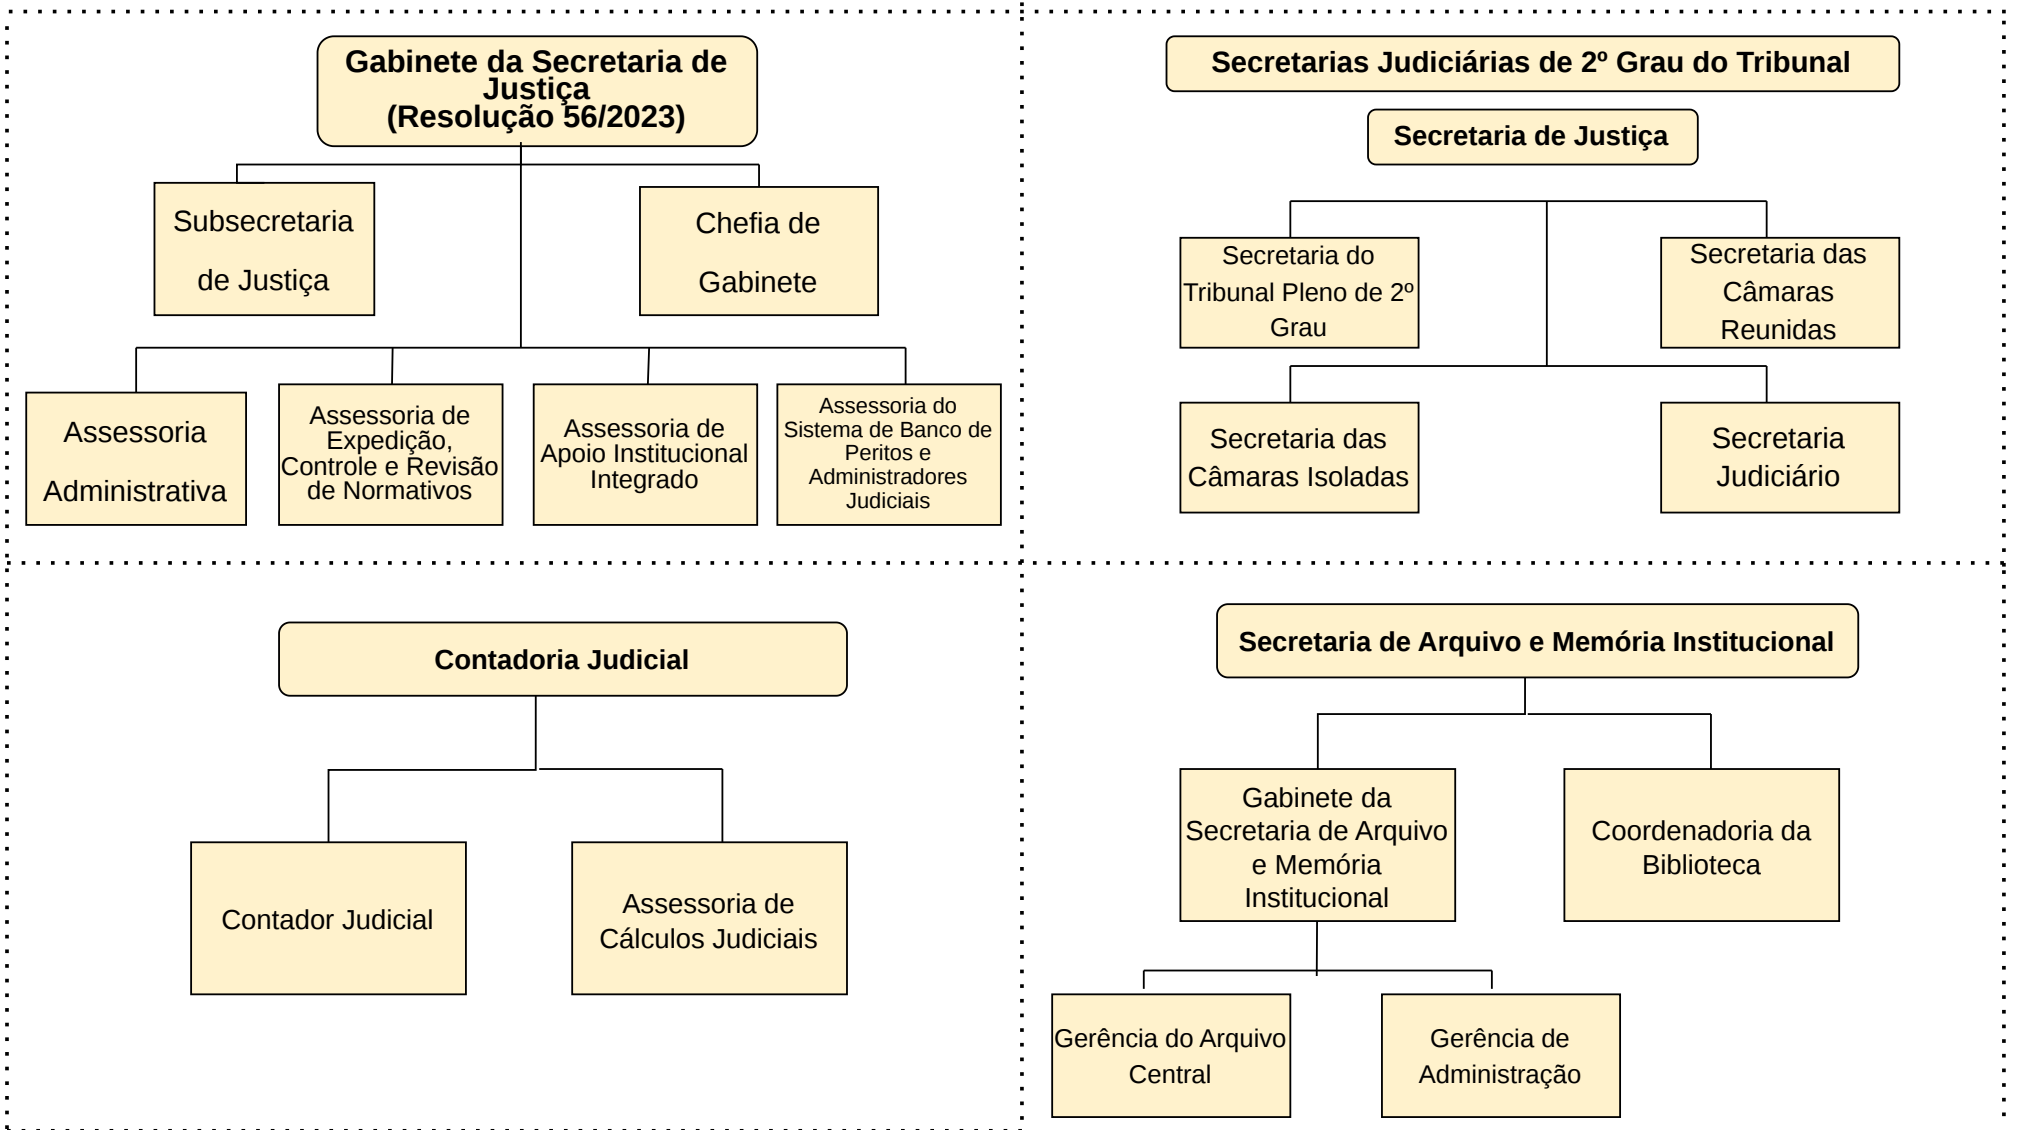 Gabinete da Secretaria de
Justiça
(Resolução 56/2023)
Subsecretaria
de Justiça
Chefia de
Gabinete
Assessoria
Administrativa
Assessoria de
Expedição,
Controle e Revisão
de Normativos
Assessoria de
Apoio Institucional
Integrado
Assessoria do
Sistema de Banco de
Peritos e
Administradores
Judiciais
Secretarias Judiciárias de 2º Grau do Tribunal
Secretaria de Justiça
Secretaria do
Tribunal Pleno de 2º
Grau
Secretaria das
Câmaras
Reunidas
Secretaria das
Câmaras Isoladas
Secretaria
Judiciário
Contadoria Judicial
Contador Judicial
Assessoria de
Cálculos Judiciais
Secretaria de Arquivo e Memória Institucional
Gabinete da
Secretaria de Arquivo
e Memória
Institucional
Coordenadoria da
Biblioteca
Gerência do Arquivo
Central
Gerência de
Administração